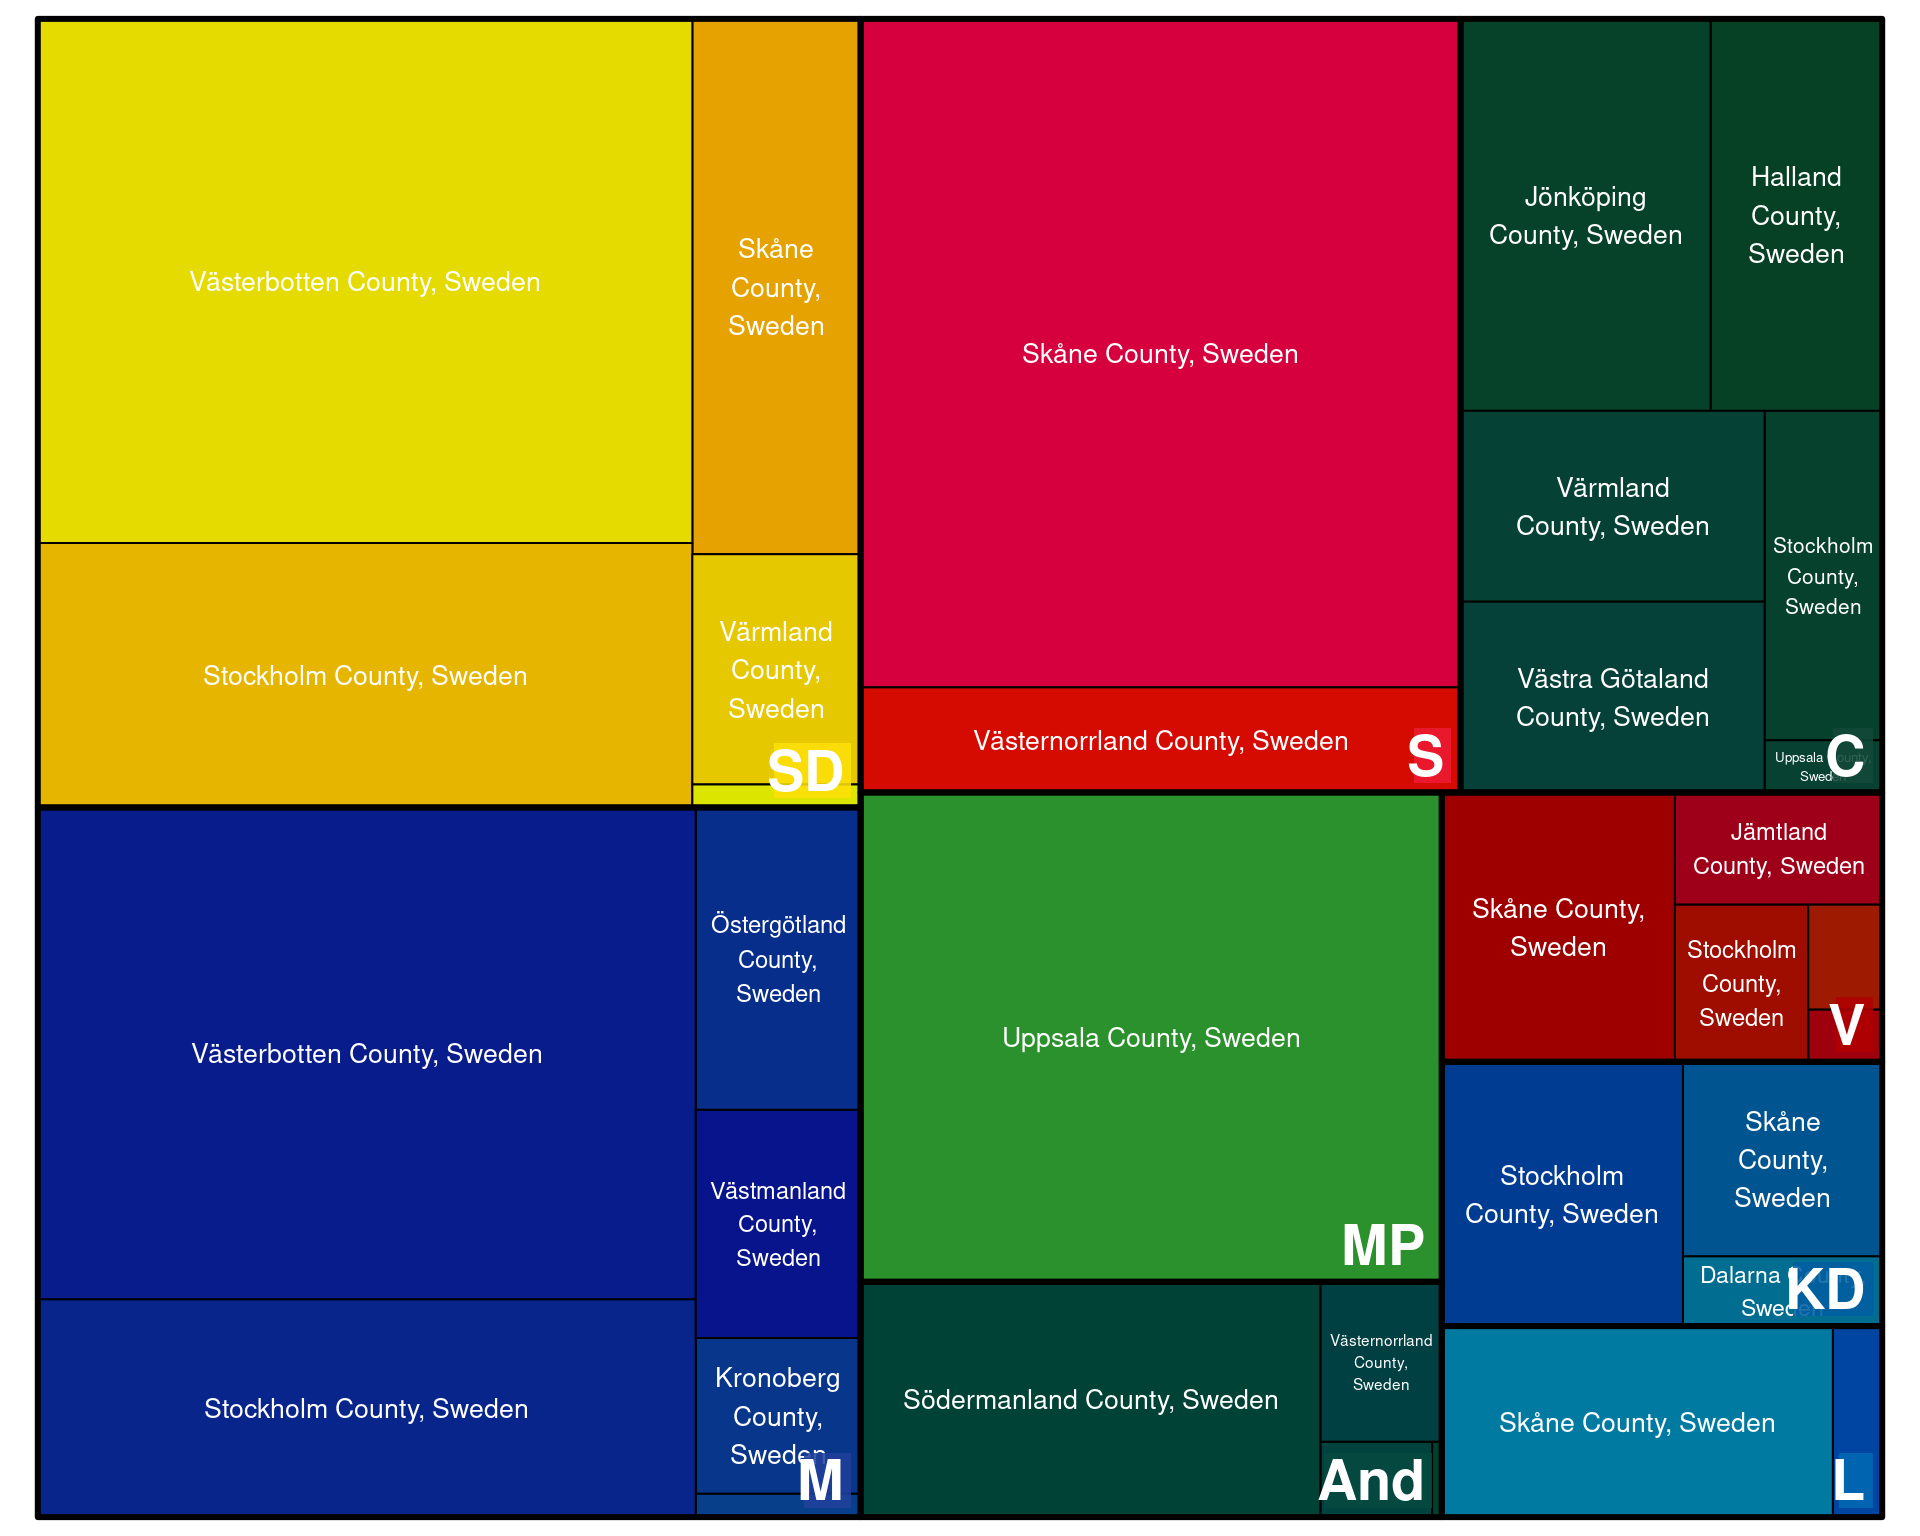 Västerbotten County, Sweden
Skåne
County,
Sweden
Stockholm County, Sweden
Värmland
County,
Sweden
SD
Skåne County, Sweden
Västernorrland County, Sweden
S
Jönköping
County, Sweden
Halland
County,
Sweden
Värmland
County, Sweden
Stockholm
County,
Sweden
Västra Götaland
County, Sweden
Uppsala County,
Sweden
C
Västerbotten County, Sweden
Östergötland
County,
Sweden
Västmanland
County,
Sweden
Stockholm County, Sweden
Kronoberg
County,
Sweden
M
Uppsala County, Sweden
MP
Södermanland County, Sweden
Västernorrland
County,
Sweden
And
Skåne County,
Sweden
Jämtland
County, Sweden
Stockholm
County,
Sweden
V
Stockholm
County, Sweden
Skåne
County,
Sweden
Dalarna County,
Sweden
KD
Skåne County, Sweden
L